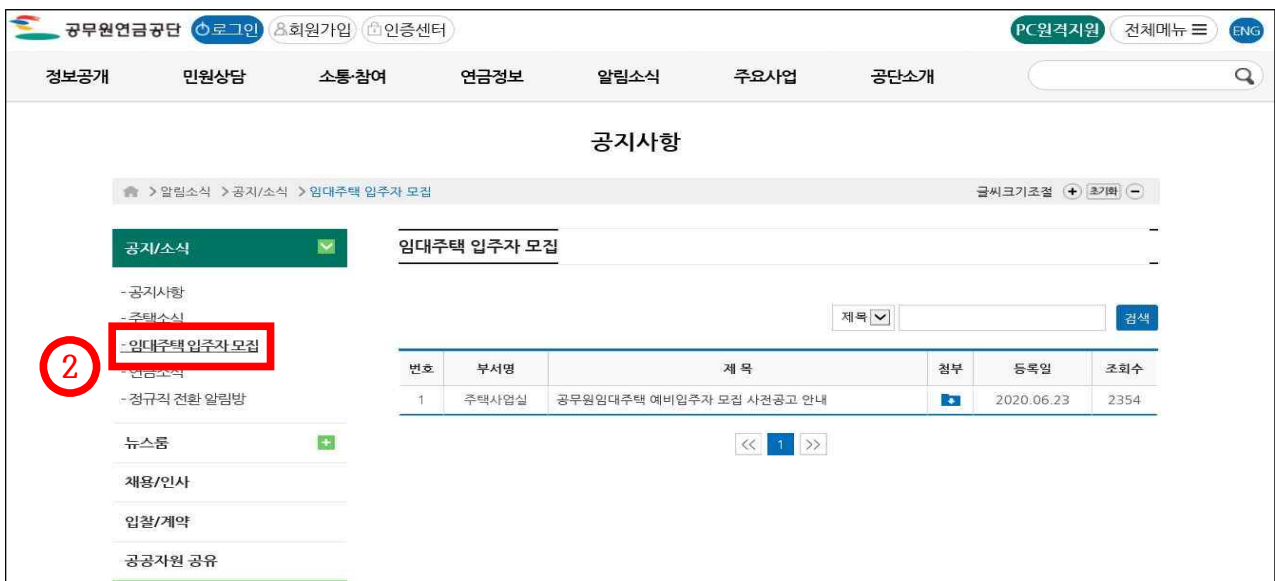 공무원연금공단 로그인 회원가입 인증센터 PC원격지원 전체메뉴 ENG
정보공개 민원상담 소통·참여 연금정보 알림소식 주요사업 공단소개
공지사항
> 알림소식 > 공지/소식 > 임대주택 입주자 모집 글씨크기조절 + 초기화 -
공지/소식
- 공지사항
- 주택소식
② - 임대주택 입주자 모집
- 연금소식
- 정규직 전환 알림방
뉴스룸 +
채용/인사
입찰/계약
공공자원 공유
임대주택 입주자 모집
제목 검색
번호 부서명 제 목 첨부 등록일 조회수
1 주택사업실 공무원임대주택 예비입주자 모집 사전공고 안내 2020.06.23 2354
<< 1 >>